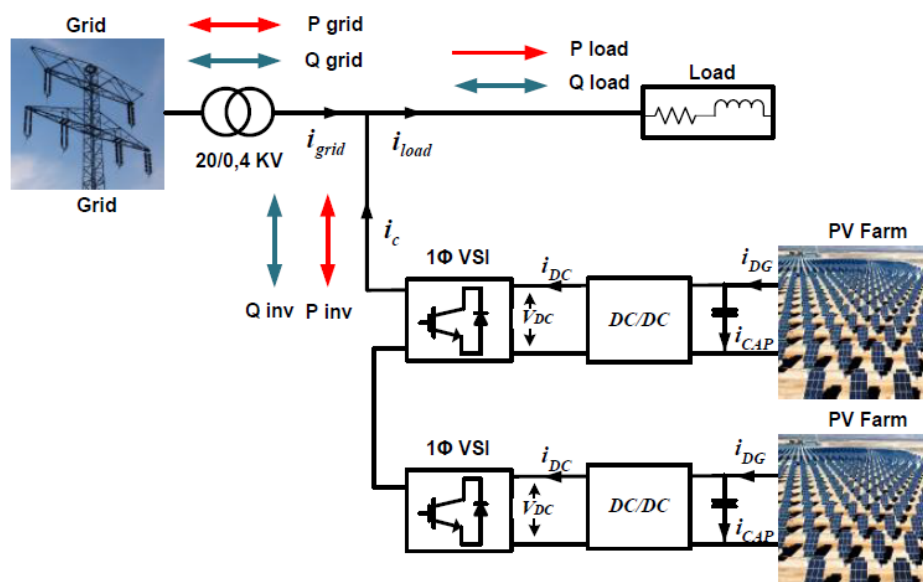 Grid
P grid
Q grid
P load
Q load
Load
i grid
i load
20/0,4 KV
Grid
i c
Q inv
P inv
1Φ VSI
i DC
V DC
DC/DC
i DG
i CAP
PV Farm
1Φ VSI
i DC
V DC
DC/DC
i DG
i CAP
PV Farm